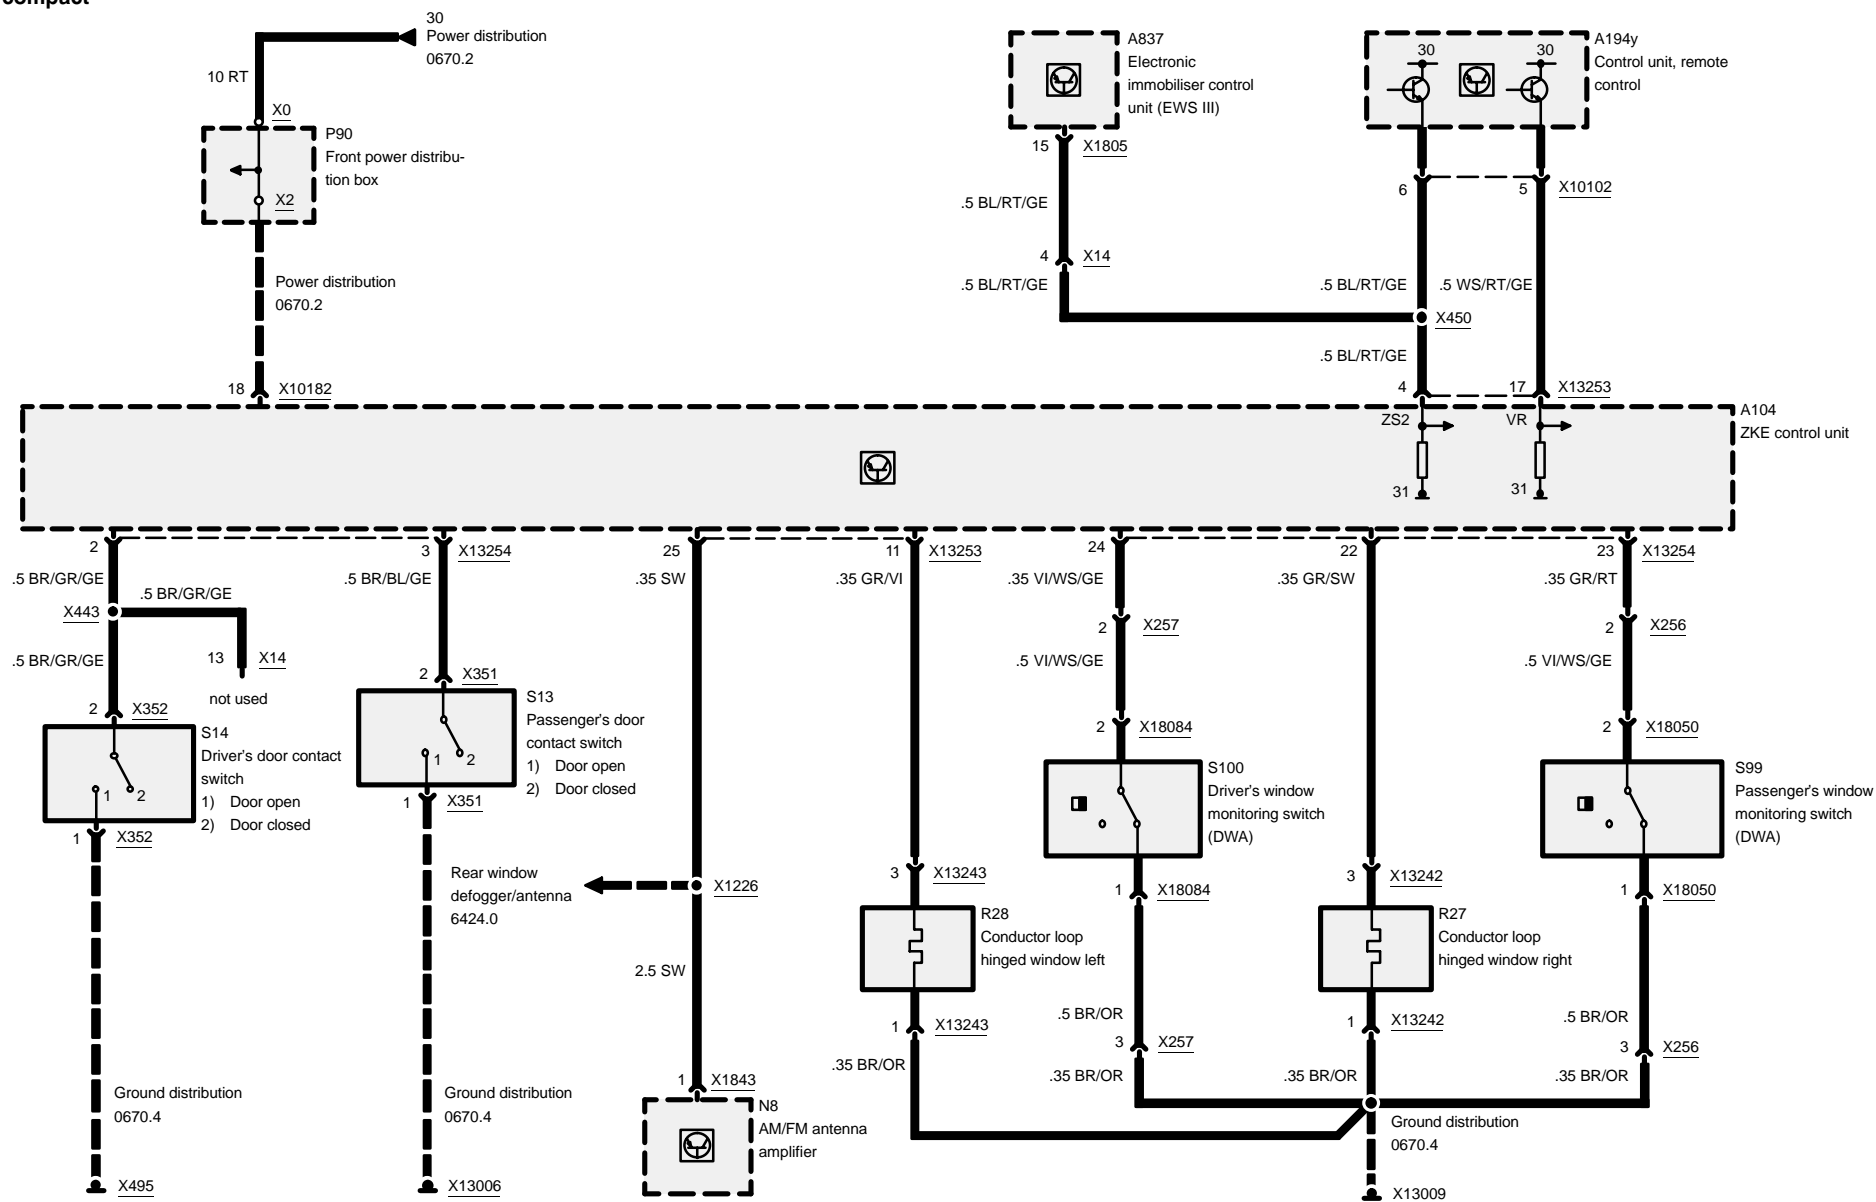 compact
30
Power distribution
0670.2
10 RT
X0
P90
Front power distribu-
tion box
X2
Power distribution
0670.2
18 X10182
A837
Electronic
immobiliser control
unit (EWS III)
15 X1805
.5 BL/RT/GE
4 X14
.5 BL/RT/GE
A194y
Control unit, remote
control
30 30
6 5 X10102
.5 BL/RT/GE .5 WS/RT/GE
X450
.5 BL/RT/GE
4 17 X13253
ZS2 VR
31 31
A104
ZKE control unit
2 3 X13254 25 11 X13253 24 22 23 X13254
.5 BR/GR/GE .5 BR/BL/GE .35 SW .35 GR/VI .35 VI/WS/GE .35 GR/SW .35 GR/RT
X443 .5 BR/GR/GE
.5 BR/GR/GE 13 X14
not used
2 X352
S14
Driver's door contact
switch
1) Door open
2) Door closed
1 2
1 X352
Ground distribution
0670.4
X495
2 X351
S13
Passenger's door
contact switch
1) Door open
2) Door closed
1 2
1 X351
Ground distribution
0670.4
X13006
Rear window
defogger/antenna
6424.0
X1226
2.5 SW
1 X1843
N8
AM/FM antenna
amplifier
3 X13243
R28
Conductor loop
hinged window left
1 X13243
.35 BR/OR
2 X257
.5 VI/WS/GE
2 X18084
S100
Driver's window
monitoring switch
(DWA)
1 X18084
.5 BR/OR
3 X257
.35 BR/OR
3 X13242
R27
Conductor loop
hinged window right
1 X13242
.35 BR/OR
2 X256
.5 VI/WS/GE
2 X18050
S99
Passenger's window
monitoring switch
(DWA)
1 X18050
.5 BR/OR
3 X256
.35 BR/OR
Ground distribution
0670.4
X13009